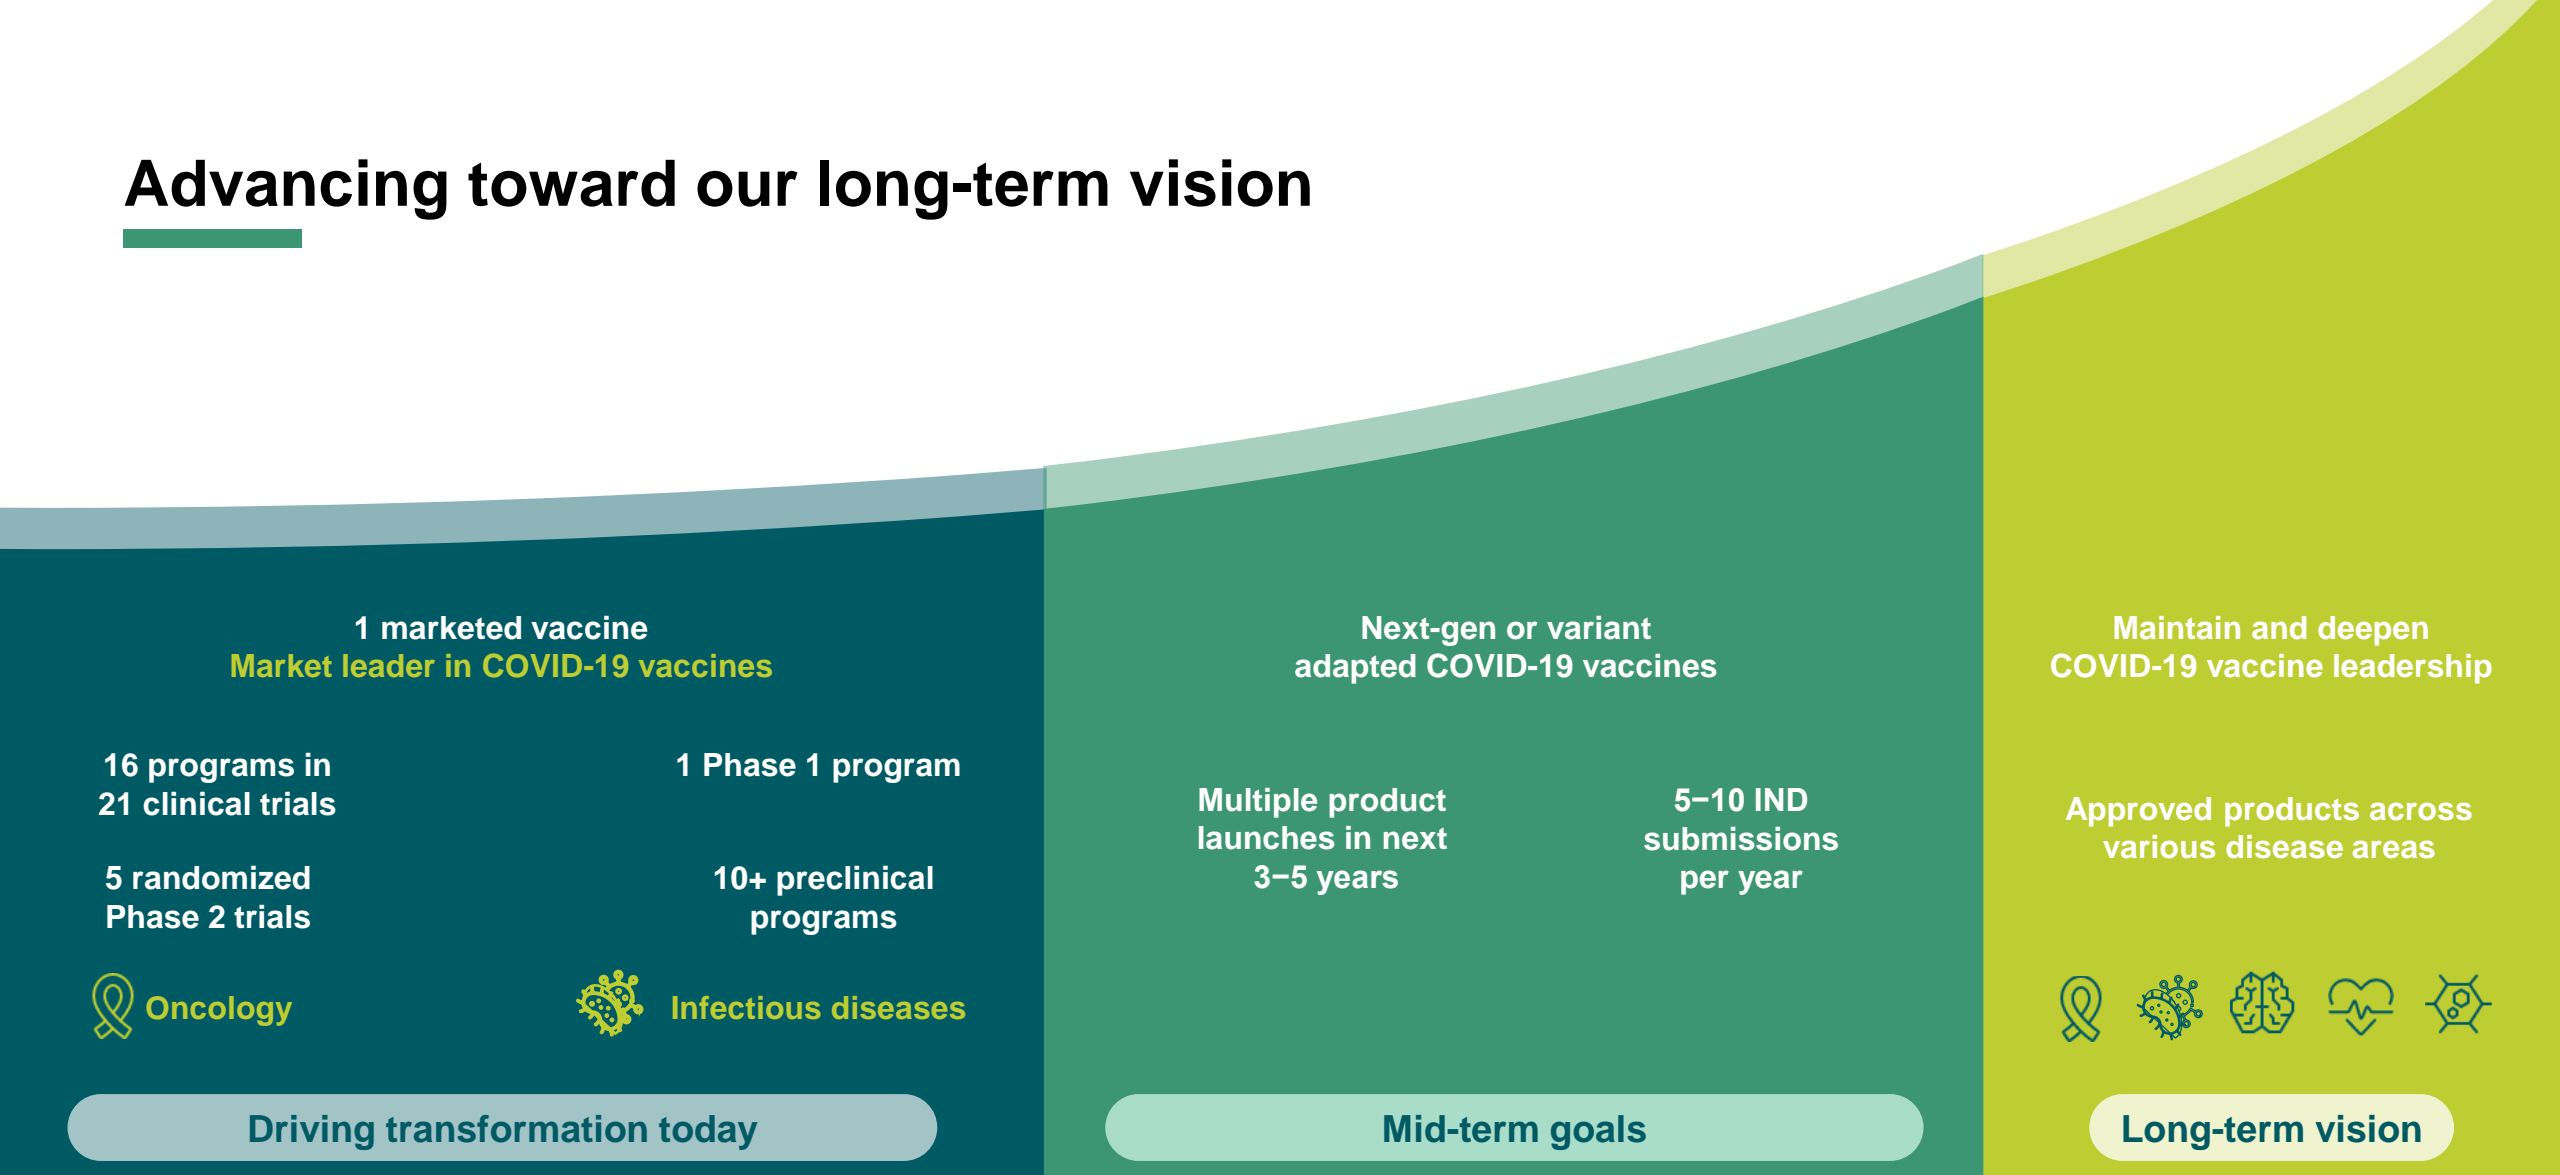 Advancing toward our long-term vision
1 marketed vaccine
Market leader in COVID-19 vaccines
16 programs in
21 clinical trials
5 randomized
Phase 2 trials
Oncology
1 Phase 1 program
10+ preclinical
programs
Infectious diseases
Driving transformation today
Next-gen or variant
adapted COVID-19 vaccines
Multiple product
launches in next
3−5 years
5−10 IND
submissions
per year
Mid-term goals
Maintain and deepen
COVID-19 vaccine leadership
Approved products across
various disease areas
Long-term vision